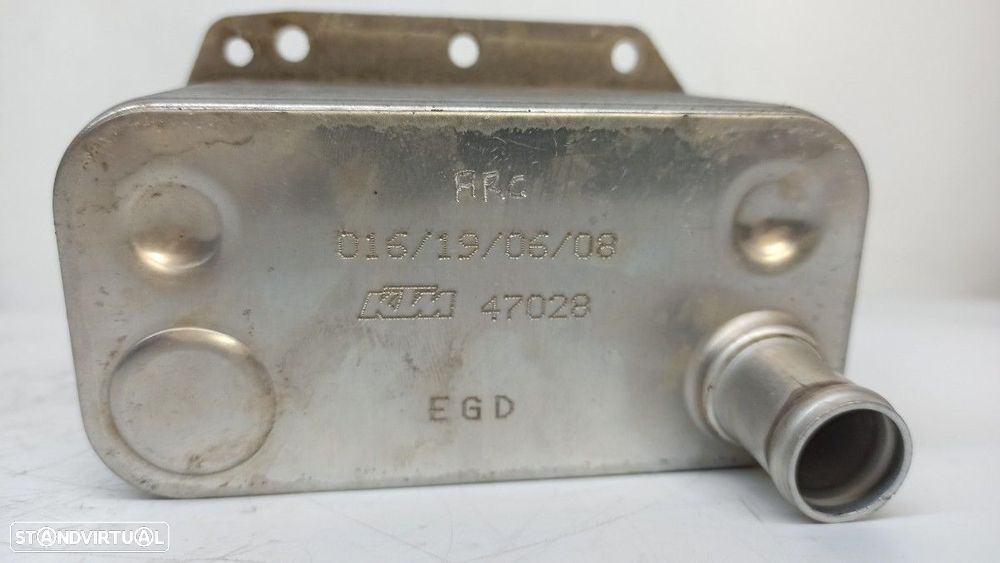 ARC
016/19/06/08
KTM 47028
EGD
STANDVIRTUAL